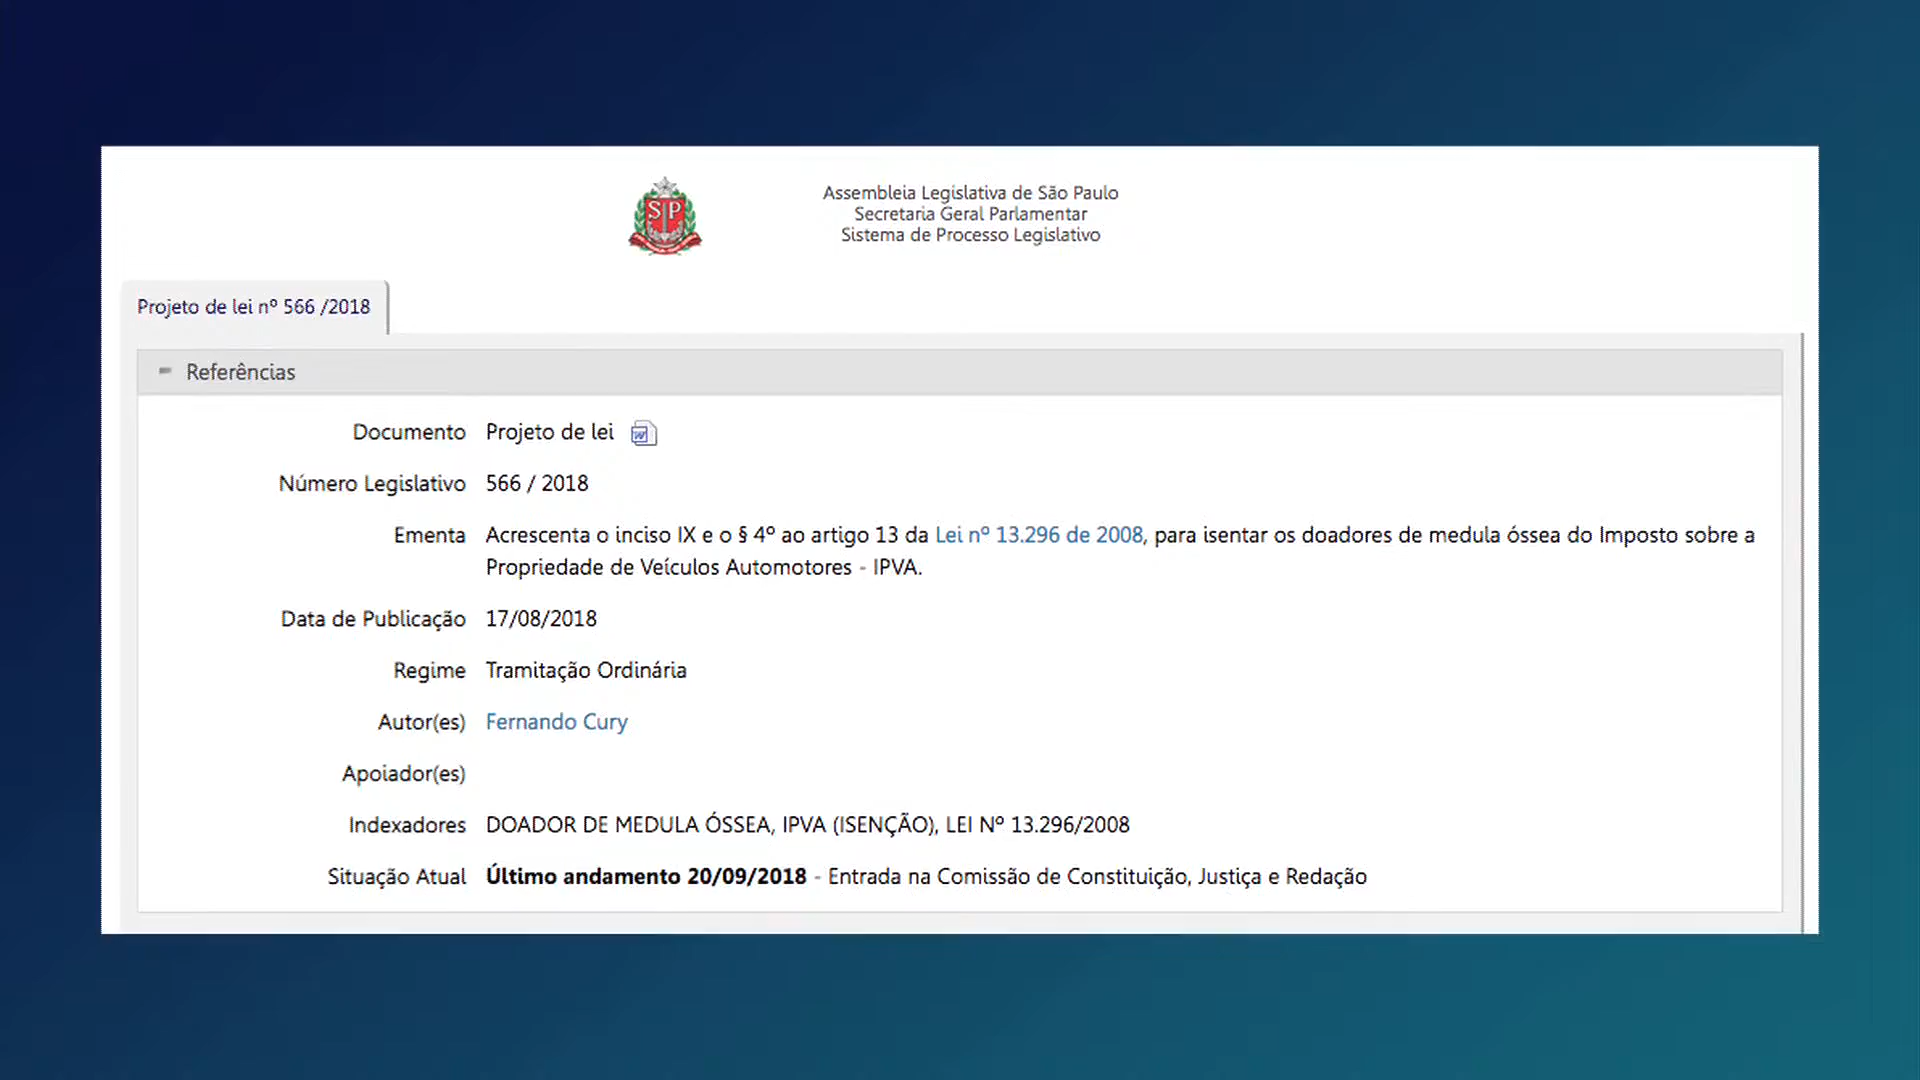 SP
Assembleia Legislativa de São Paulo
Secretaria Geral Parlamentar
Sistema de Processo Legislativo
Projeto de lei nº 566 /2018
Referências
Documento Projeto de lei
Número Legislativo 566 / 2018
Ementa Acrescenta o inciso IX e o § 4º ao artigo 13 da Lei nº 13.296 de 2008, para isentar os doadores de medula óssea do Imposto sobre a
Propriedade de Veículos Automotores - IPVA.
Data de Publicação 17/08/2018
Regime Tramitação Ordinária
Autor(es) Fernando Cury
Apoiador(es)
Indexadores DOADOR DE MEDULA ÓSSEA, IPVA (ISENÇÃO), LEI Nº 13.296/2008
Situação Atual Último andamento 20/09/2018 - Entrada na Comissão de Constituição, Justiça e Redação